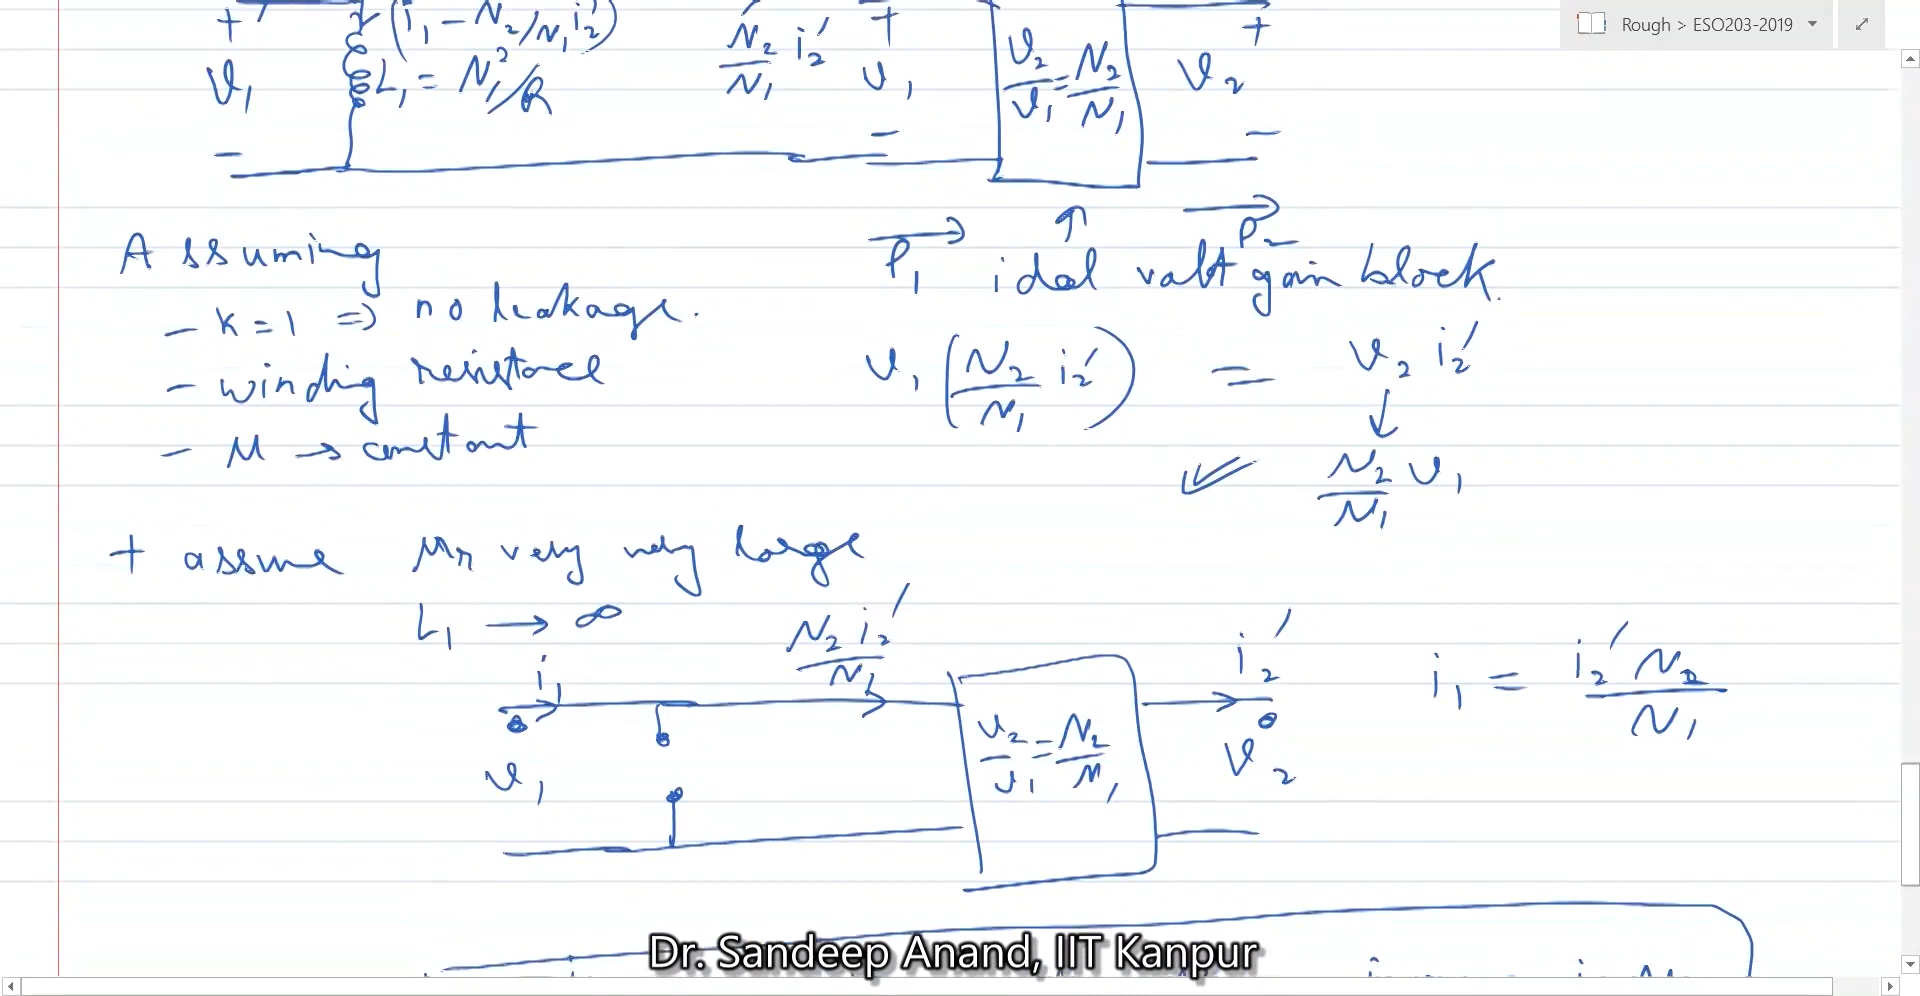 Rough > ESO203-2019
+ (i₁ - N₂/N₁ i₂′) N₂/N₁ i₂′ + v₂/v₁ = N₂/N₁ +
v₁ L₁ = N₁²/R v₁ v₂
- - -
Assuming P₁ ideal volt gain block. P₂
- K=1 ⇒ no leakage.
- winding resistance v₁ (N₂/N₁ i₂′) = v₂ i₂′
- M → constant N₂/N₁ v₁
+ assume Mr very very large
L₁ → ∞ N₂ i₂′/N₁ i₂′
i₁ i₁ = i₂′ N₂/N₁
v₁ v₂/v₁ = N₂/N₁ v₂
Dr. Sandeep Anand, IIT Kanpur